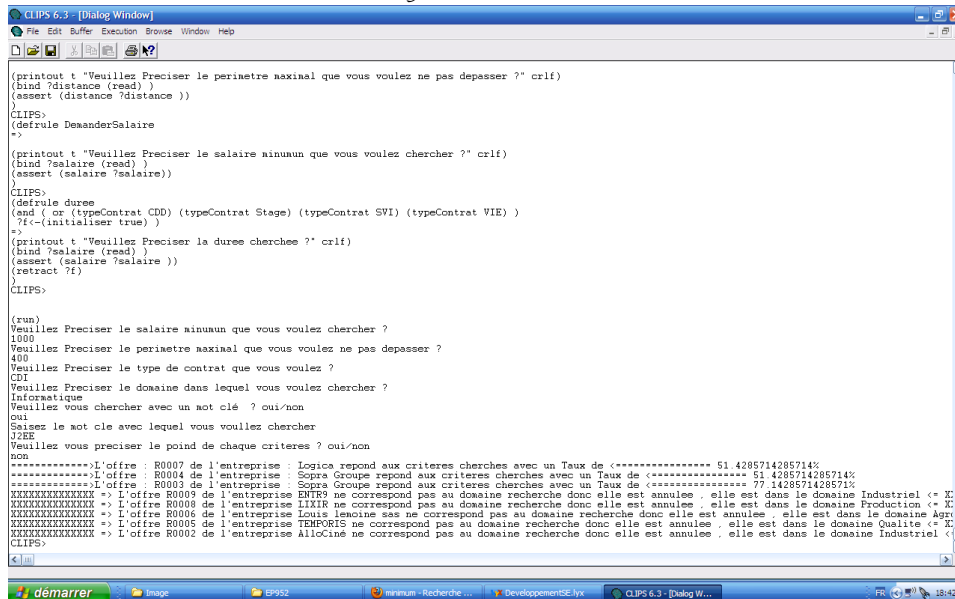 CLIPS 6.3 - [Dialog Window]
File Edit Buffer Execution Browse Window Help
(printout t "Veuillez Preciser le perimetre maximal que vous voulez ne pas depasser ?" crlf)
(bind ?distance (read) )
(assert (distance ?distance ))
)
CLIPS>
(defrule DemanderSalaire
=>
(printout t "Veuillez Preciser le salaire minumun que vous voulez chercher ?" crlf)
(bind ?salaire (read) )
(assert (salaire ?salaire))
)
CLIPS>
(defrule duree
(and ( or (typeContrat CDD) (typeContrat Stage) (typeContrat SVI) (typeContrat VIE) )
?f<-(initialiser true) )
=>
(printout t "Veuillez Preciser la duree cherchee ?" crlf)
(bind ?salaire (read) )
(assert (salaire ?salaire ))
(retract ?f)
)
CLIPS>
(run)
Veuillez Preciser le salaire minumun que vous voulez chercher ?
1000
Veuillez Preciser le perimetre maximal que vous voulez ne pas depasser ?
400
Veuillez Preciser le type de contrat que vous voulez ?
CDI
Veuillez Preciser le domaine dans lequel vous voulez chercher ?
Informatique
Veuillez vous chercher avec un mot clé ? oui/non
oui
Saisez le mot cle avec lequel vous voullez chercher
J2EE
Veuillez vous preciser le poind de chaque criteres ? oui/non
non
============>L'offre : R0007 de l'entreprise : Logica repond aux criteres cherches avec un Taux de <================ 51.4285714285714%
============>L'offre : R0004 de l'entreprise : Sopra Groupe repond aux criteres cherches avec un Taux de <================ 51.4285714285714%
============>L'offre : R0003 de l'entreprise : Sopra Groupe repond aux criteres cherches avec un Taux de <================ 77.1428571428571%
XXXXXXXXXXXXXX => L'offre R0009 de l'entreprise ENTR9 ne correspond pas au domaine recherche donc elle est annulee , elle est dans le domaine Industriel <= X
XXXXXXXXXXXXXX => L'offre R0008 de l'entreprise LIXIR ne correspond pas au domaine recherche donc elle est annulee , elle est dans le domaine Production <= X
XXXXXXXXXXXXXX => L'offre R0006 de l'entreprise Louis lemoine sas ne correspond pas au domaine recherche donc elle est annulee , elle est dans le domaine Agro
XXXXXXXXXXXXXX => L'offre R0005 de l'entreprise TEMPORIS ne correspond pas au domaine recherche donc elle est annulee , elle est dans le domaine Qualite <= X
XXXXXXXXXXXXXX => L'offre R0002 de l'entreprise AlloCiné ne correspond pas au domaine recherche donc elle est annulee , elle est dans le domaine Industriel <
CLIPS>
démarrer Image EP952 minimum - Recherche ... DeveloppementSE.lyx CLIPS 6.3 - [Dialog W... FR 18:42